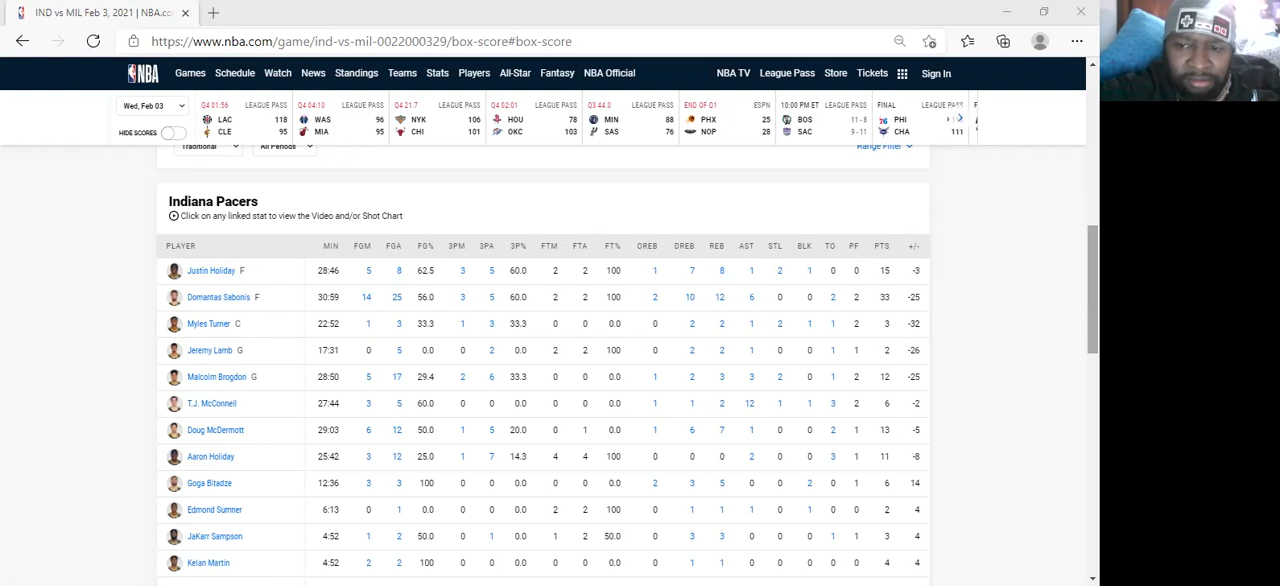 IND vs MIL Feb 3, 2021 | NBA.co
https://www.nba.com/game/ind-vs-mil-0022000329/box-score#box-score
NBA Games Schedule Watch News Standings Teams Stats Players All-Star Fantasy NBA Official NBA TV League Pass Store Tickets Sign In
Wed, Feb 03 Q4 01:56 LEAGUE PASS Q4 04:10 LEAGUE PASS Q4 21.7 LEAGUE PASS Q4 02:01 LEAGUE PASS Q3 44.0 LEAGUE PASS END OF Q1 ESPN 10:00 PM ET LEAGUE PASS FINAL LEAGUE PASS
LAC 118 WAS 96 NYK 106 HOU 78 MIN 88 PHX 25 BOS 11-8 PHI
HIDE SCORES CLE 95 MIA 95 CHI 101 OKC 103 SAS 76 NOP 28 SAC 9-11 CHA 111
Traditional All Periods Range Filter
Indiana Pacers
Click on any linked stat to view the Video and/or Shot Chart
PLAYER MIN FGM FGA FG% 3PM 3PA 3P% FTM FTA FT% OREB DREB REB AST STL BLK TO PF PTS +/-
Justin Holiday F 28:46 5 8 62.5 3 5 60.0 2 2 100 1 7 8 1 2 1 0 0 15 -3
Domantas Sabonis F 30:59 14 25 56.0 3 5 60.0 2 2 100 2 10 12 6 0 0 2 2 33 -25
Myles Turner C 22:52 1 3 33.3 1 3 33.3 0 0 0.0 0 2 2 1 2 1 1 2 3 -32
Jeremy Lamb G 17:31 0 5 0.0 0 2 0.0 2 2 100 0 2 2 1 0 0 1 1 2 -26
Malcolm Brogdon G 28:50 5 17 29.4 2 6 33.3 0 0 0.0 1 2 3 3 2 0 1 2 12 -25
T.J. McConnell 27:44 3 5 60.0 0 0 0.0 0 0 0.0 1 1 2 12 1 1 3 2 6 -2
Doug McDermott 29:03 6 12 50.0 1 5 20.0 0 1 0.0 1 6 7 1 0 0 2 1 13 -5
Aaron Holiday 25:42 3 12 25.0 1 7 14.3 4 4 100 0 0 0 2 0 0 3 1 11 -8
Goga Bitadze 12:36 3 3 100 0 0 0.0 0 0 0.0 2 3 5 0 0 2 0 1 6 14
Edmond Sumner 6:13 0 1 0.0 0 0 0.0 2 2 100 0 1 1 1 0 1 0 0 2 4
JaKarr Sampson 4:52 1 2 50.0 0 1 0.0 1 2 50.0 0 3 3 0 0 0 1 1 3 4
Kelan Martin 4:52 2 2 100 0 0 0.0 0 0 0.0 0 1 1 0 0 0 0 0 4 4